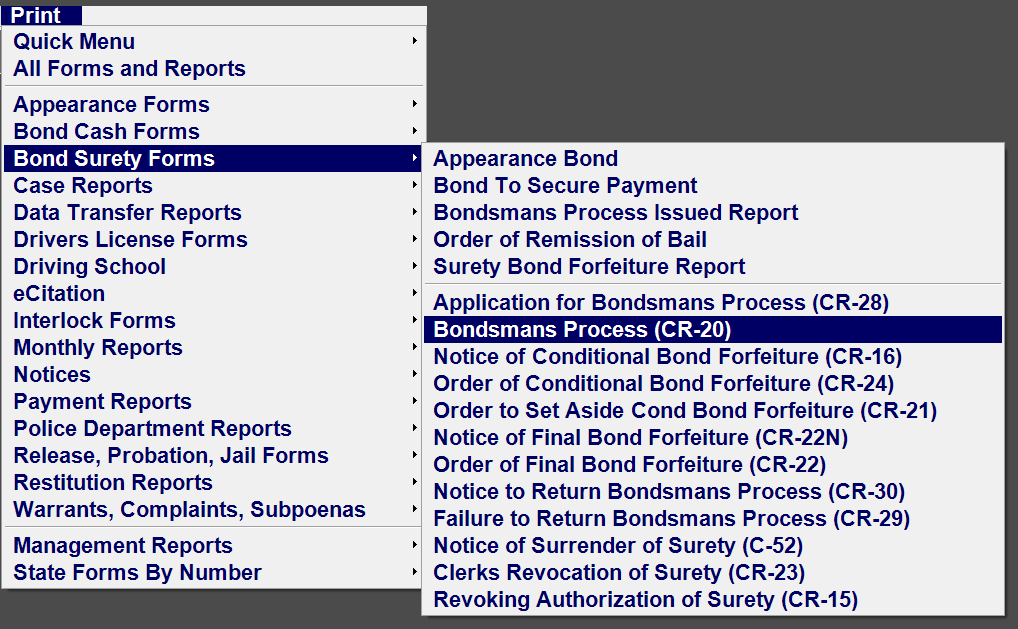 Print
Quick Menu
All Forms and Reports
Appearance Forms
Bond Cash Forms
Bond Surety Forms
Case Reports
Data Transfer Reports
Drivers License Forms
Driving School
eCitation
Interlock Forms
Monthly Reports
Notices
Payment Reports
Police Department Reports
Release, Probation, Jail Forms
Restitution Reports
Warrants, Complaints, Subpoenas
Management Reports
State Forms By Number
Appearance Bond
Bond To Secure Payment
Bondsmans Process Issued Report
Order of Remission of Bail
Surety Bond Forfeiture Report
Application for Bondsmans Process (CR-28)
Bondsmans Process (CR-20)
Notice of Conditional Bond Forfeiture (CR-16)
Order of Conditional Bond Forfeiture (CR-24)
Order to Set Aside Cond Bond Forfeiture (CR-21)
Notice of Final Bond Forfeiture (CR-22N)
Order of Final Bond Forfeiture (CR-22)
Notice to Return Bondsmans Process (CR-30)
Failure to Return Bondsmans Process (CR-29)
Notice of Surrender of Surety (C-52)
Clerks Revocation of Surety (CR-23)
Revoking Authorization of Surety (CR-15)